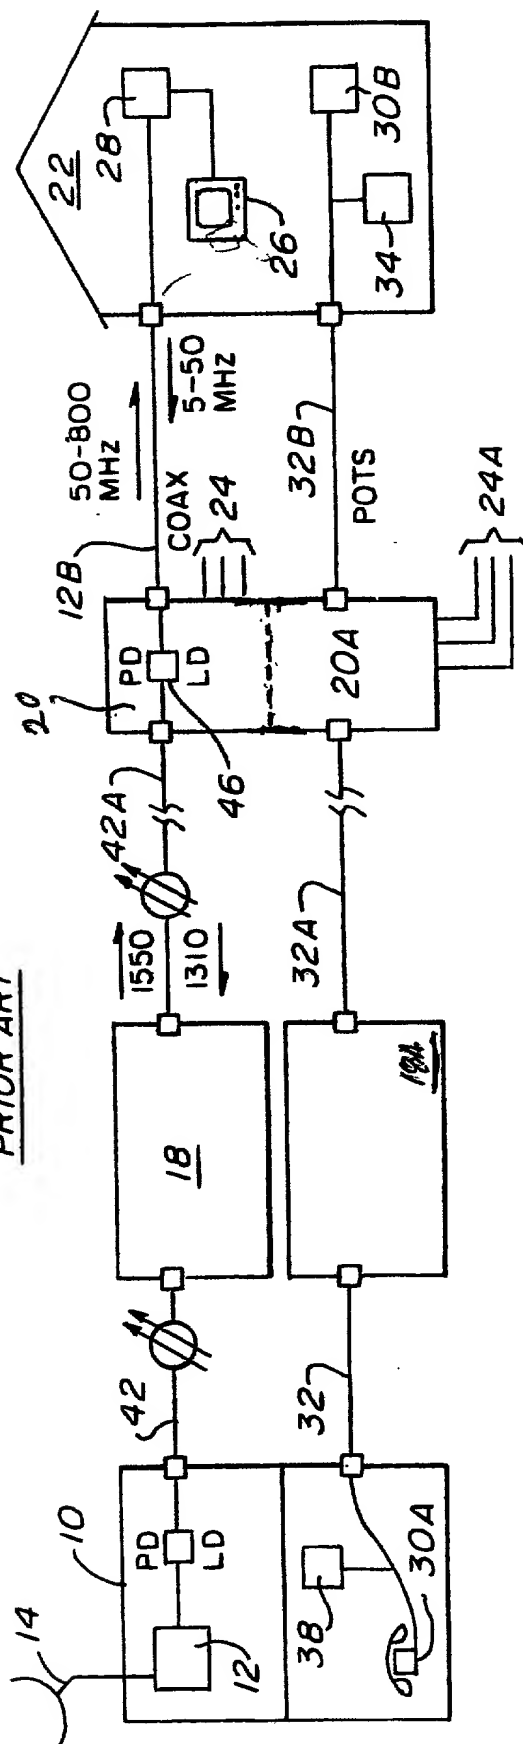 PRIOR ART
14
10
12
PD
LD
42
38
30A
32
18
18A
1550
1310
42A
32A
20
PD
LD
46
20A
12B
50-800
MHZ
COAX
5-50
MHZ
24
32B
POTS
24A
22
28
26
34
30B